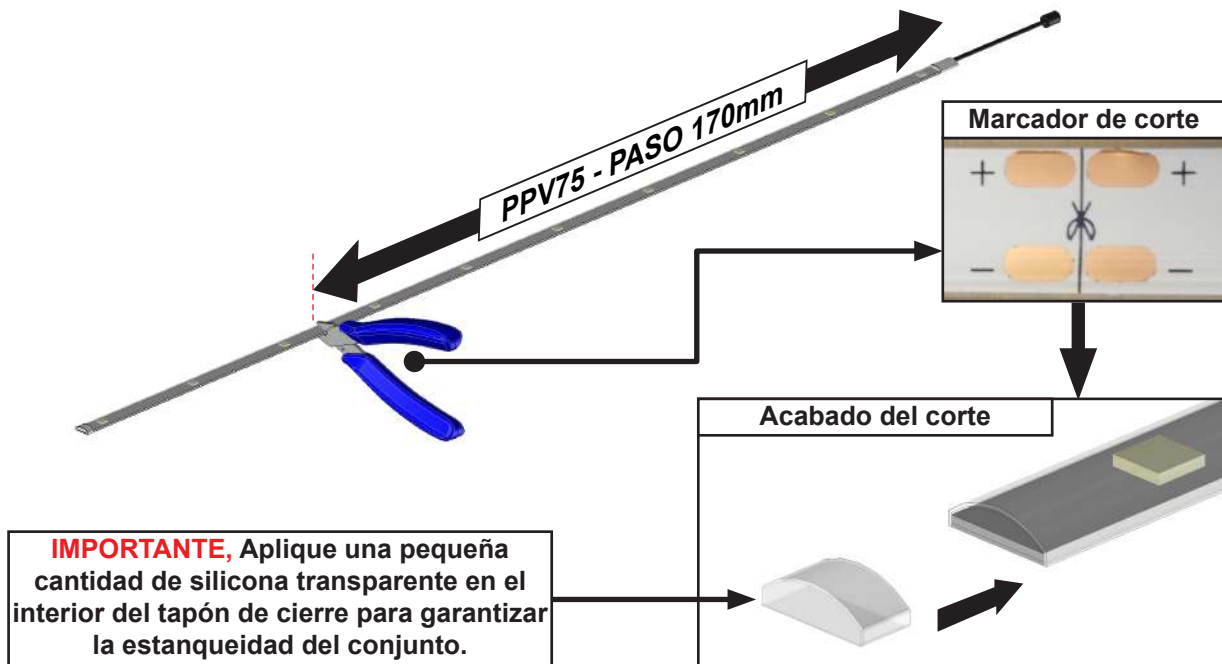 PPV75 - PASO 170mm
Marcador de corte
+ +
− −
Acabado del corte
IMPORTANTE, Aplique una pequeña
cantidad de silicona transparente en el
interior del tapón de cierre para garantizar
la estanqueidad del conjunto.